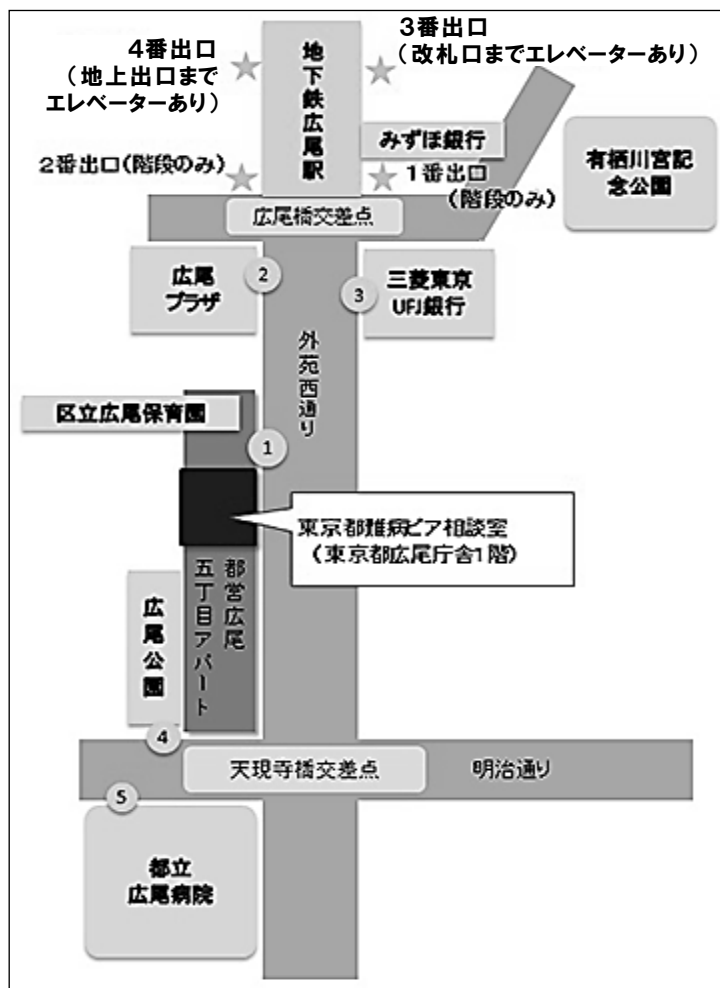 4番出口
(地上出口まで
エレベーターあり)
3番出口
(改札口までエレベーターあり)
地下鉄広尾駅
みずほ銀行
2番出口(階段のみ)
1番出口
(階段のみ)
有栖川宮記
念公園
広尾橋交差点
広尾
プラザ
2
3
三菱東京
UFJ銀行
外苑西通り
区立広尾保育園
1
東京都難病ピア相談室
(東京都広尾庁舎1階)
都営広尾
五丁目アパート
広尾公園
4
天現寺橋交差点
明治通り
5
都立
広尾病院